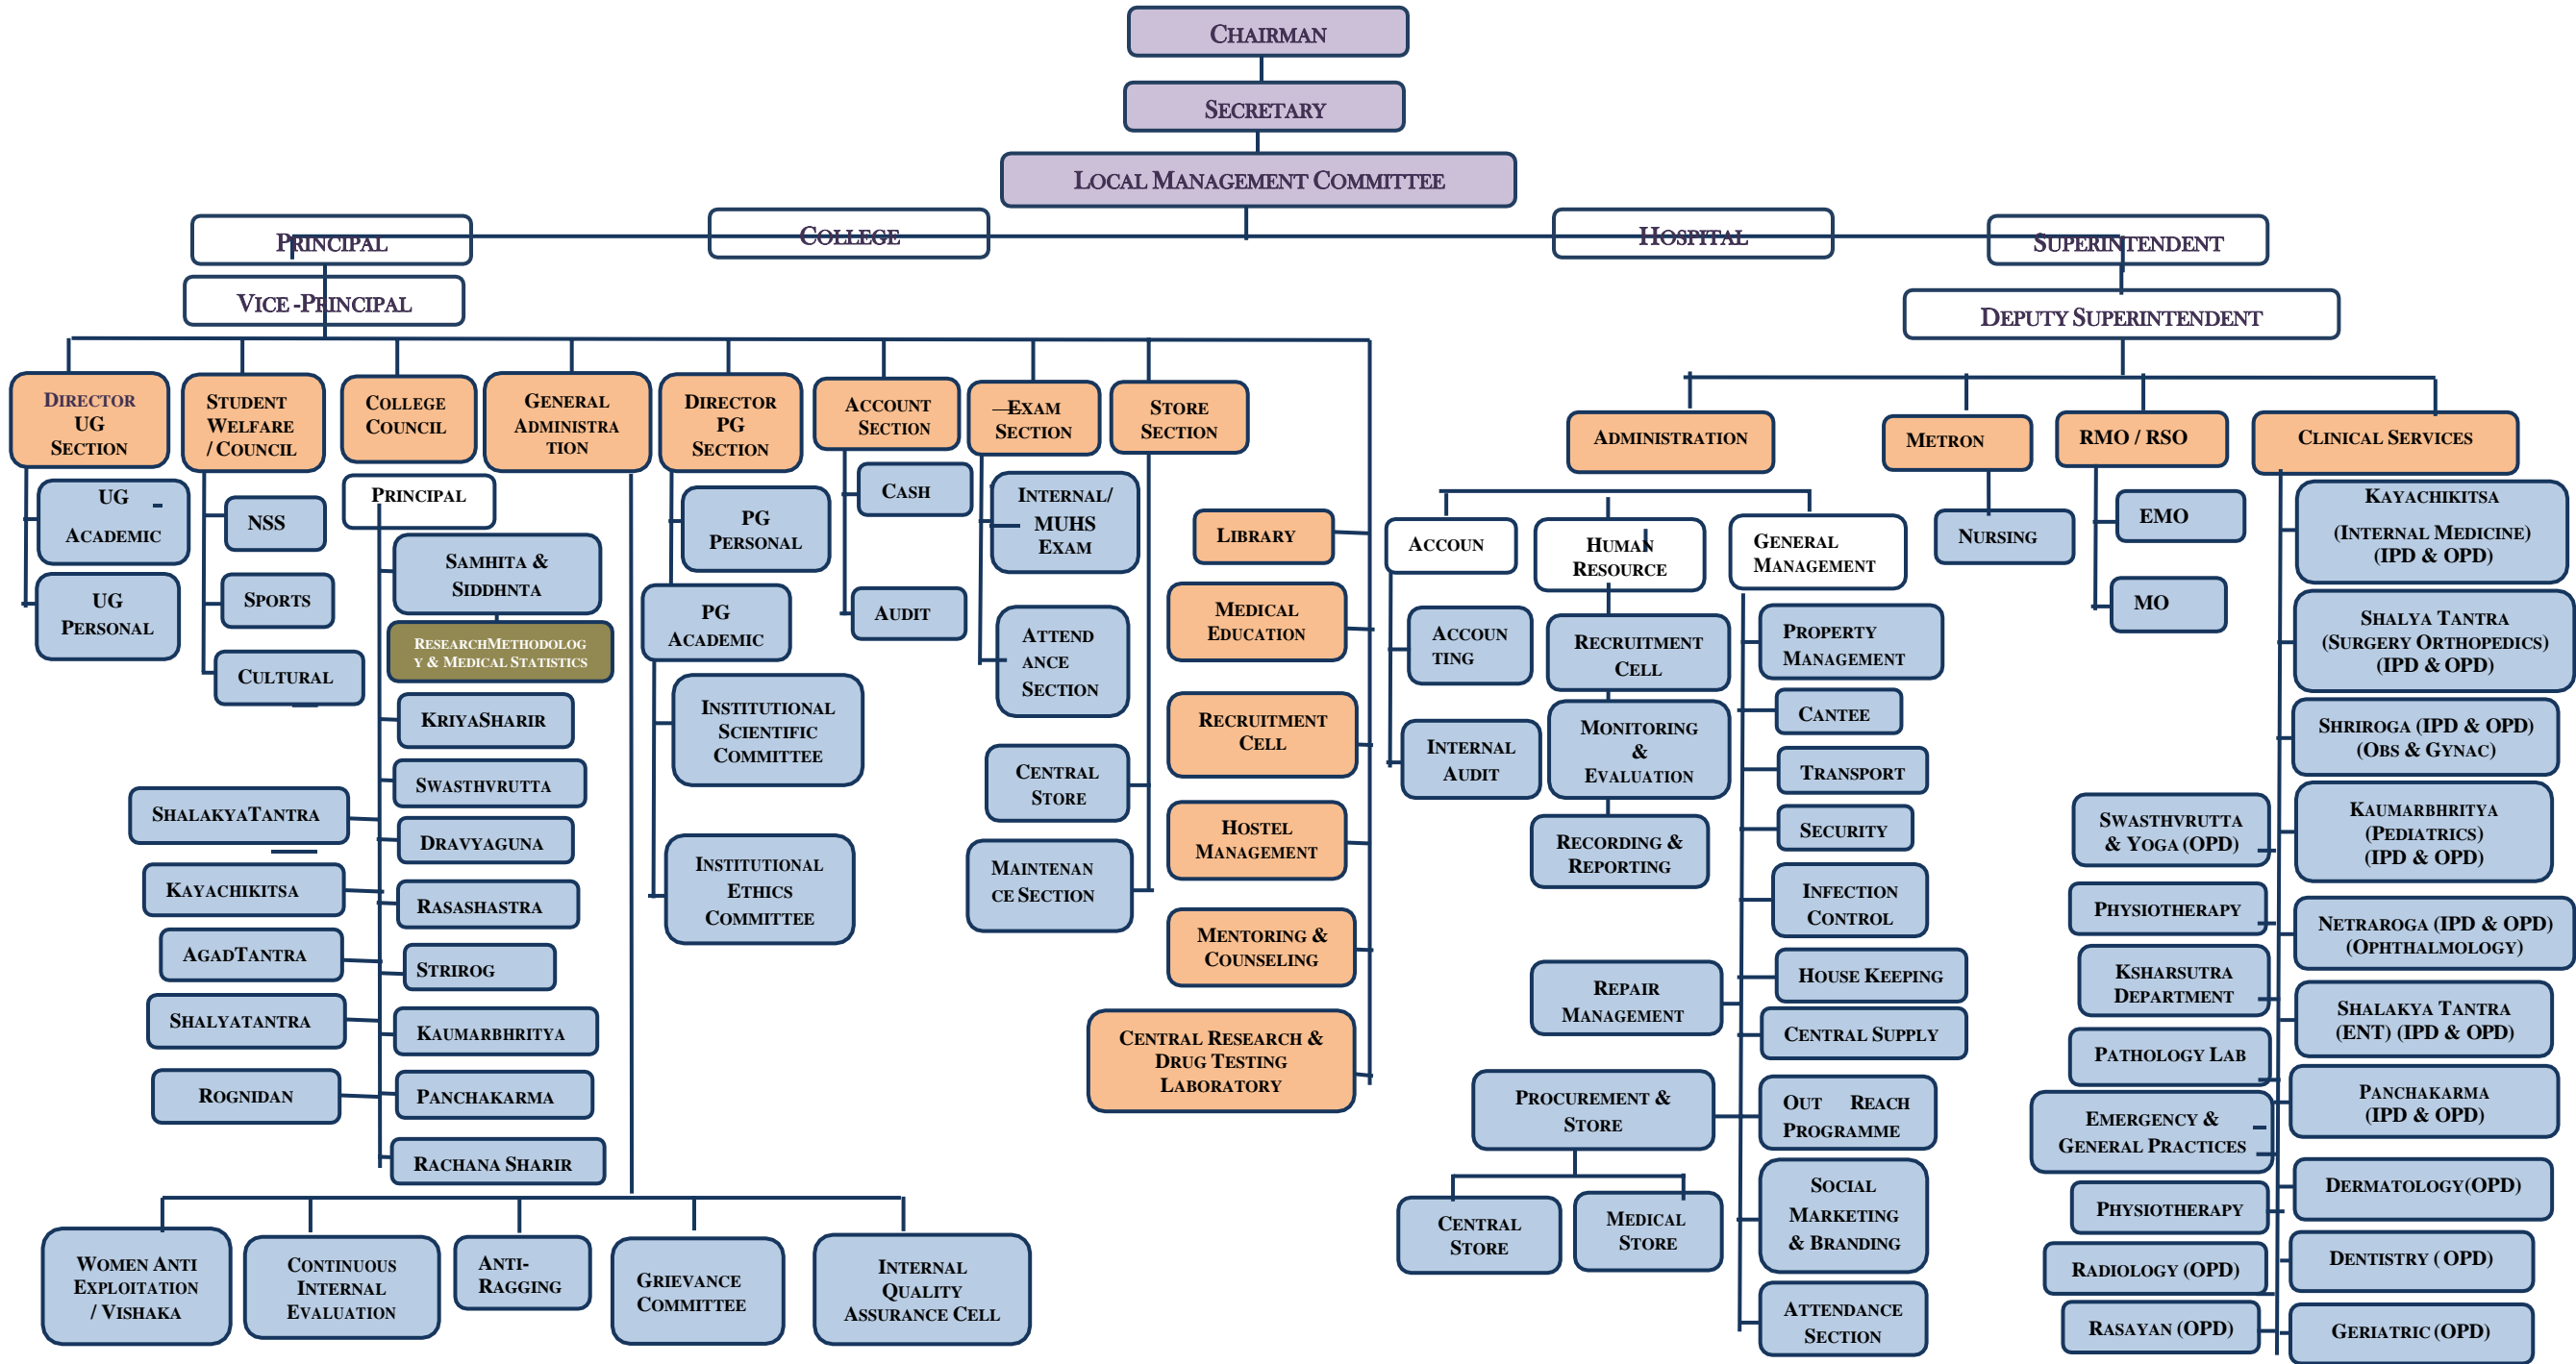 CHAIRMAN
SECRETARY
LOCAL MANAGEMENT COMMITTEE
PRINCIPAL
COLLEGE
HOSPITAL
SUPERINTENDENT
VICE -PRINCIPAL
DEPUTY SUPERINTENDENT
DIRECTOR
UG
SECTION
STUDENT
WELFARE
/ COUNCIL
COLLEGE
COUNCIL
GENERAL
ADMINISTRA
TION
DIRECTOR
PG
SECTION
ACCOUNT
SECTION
EXAM
SECTION
STORE
SECTION
ADMINISTRATION
METRON
RMO / RSO
CLINICAL SERVICES
UG
ACADEMIC
UG
PERSONAL
NSS
SPORTS
CULTURAL
PRINCIPAL
SAMHITA &
SIDDHNTA
RESEARCHMETHODOLOG
Y & MEDICAL STATISTICS
KRIYASHARIR
SWASTHVRUTTA
DRAVYAGUNA
RASASHASTRA
STRIROG
KAUMARBHRITYA
PANCHAKARMA
RACHANA SHARIR
SHALAKYATANTRA
KAYACHIKITSA
AGADTANTRA
SHALYATANTRA
ROGNIDAN
WOMEN ANTI
EXPLOITATION
/ VISHAKA
CONTINUOUS
INTERNAL
EVALUATION
ANTI-
RAGGING
GRIEVANCE
COMMITTEE
INTERNAL
QUALITY
ASSURANCE CELL
PG
PERSONAL
PG
ACADEMIC
INSTITUTIONAL
SCIENTIFIC
COMMITTEE
INSTITUTIONAL
ETHICS
COMMITTEE
CASH
AUDIT
INTERNAL/
MUHS
EXAM
ATTEND
ANCE
SECTION
CENTRAL
STORE
MAINTENAN
CE SECTION
LIBRARY
MEDICAL
EDUCATION
RECRUITMENT
CELL
HOSTEL
MANAGEMENT
MENTORING &
COUNSELING
CENTRAL RESEARCH &
DRUG TESTING
LABORATORY
ACCOUN
ACCOUN
TING
INTERNAL
AUDIT
HUMAN
RESOURCE
RECRUITMENT
CELL
MONITORING
&
EVALUATION
RECORDING &
REPORTING
GENERAL
MANAGEMENT
PROPERTY
MANAGEMENT
CANTEE
TRANSPORT
SECURITY
INFECTION
CONTROL
HOUSE KEEPING
REPAIR
MANAGEMENT
CENTRAL SUPPLY
PROCUREMENT &
STORE
OUT REACH
PROGRAMME
CENTRAL
STORE
MEDICAL
STORE
SOCIAL
MARKETING
& BRANDING
ATTENDANCE
SECTION
NURSING
EMO
MO
KAYACHIKITSA
(INTERNAL MEDICINE)
(IPD & OPD)
SHALYA TANTRA
(SURGERY ORTHOPEDICS)
(IPD & OPD)
SHRIROGA (IPD & OPD)
(OBS & GYNAC)
KAUMARBHRITYA
(PEDIATRICS)
(IPD & OPD)
NETRAROGA (IPD & OPD)
(OPHTHALMOLOGY)
SHALAKYA TANTRA
(ENT) (IPD & OPD)
PANCHAKARMA
(IPD & OPD)
DERMATOLOGY(OPD)
DENTISTRY ( OPD)
GERIATRIC (OPD)
SWASTHVRUTTA
& YOGA (OPD)
PHYSIOTHERAPY
KSHARSUTRA
DEPARTMENT
PATHOLOGY LAB
EMERGENCY &
GENERAL PRACTICES
PHYSIOTHERAPY
RADIOLOGY (OPD)
RASAYAN (OPD)